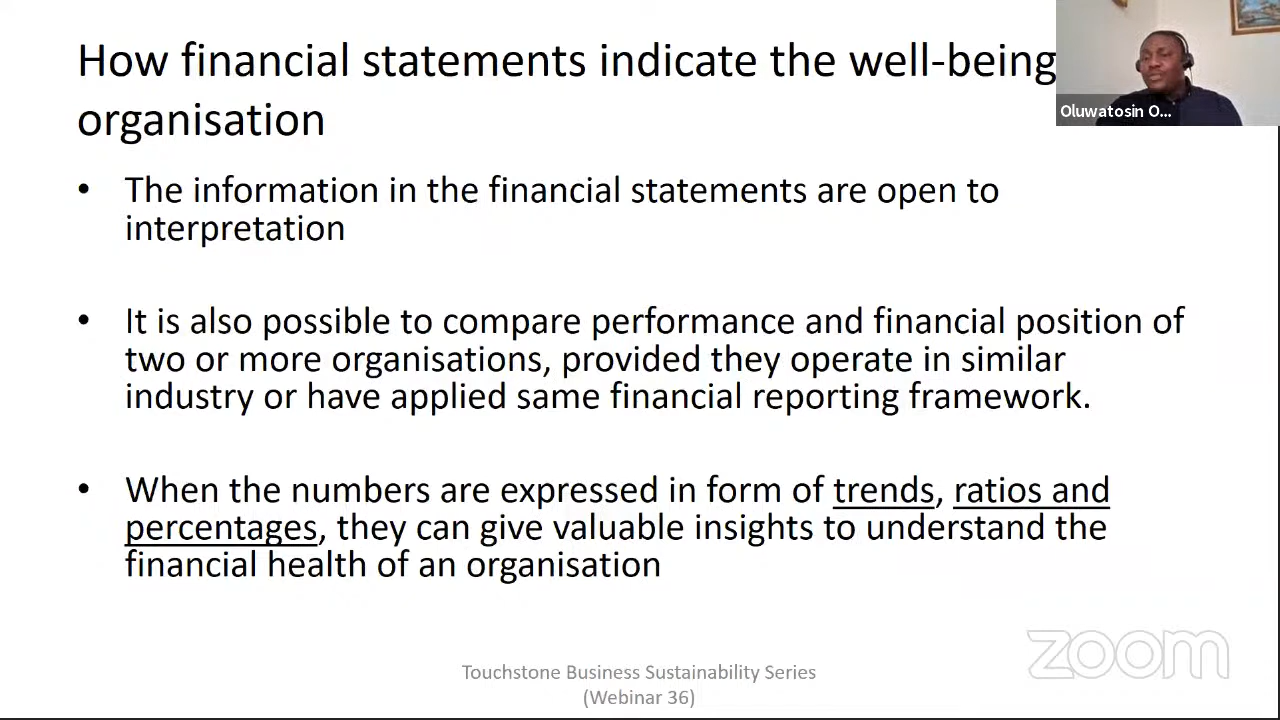 How financial statements indicate the well-being
organisation
Oluwatosin O...
• The information in the financial statements are open to
interpretation
• It is also possible to compare performance and financial position of
two or more organisations, provided they operate in similar
industry or have applied same financial reporting framework.
• When the numbers are expressed in form of trends, ratios and
percentages, they can give valuable insights to understand the
financial health of an organisation
zoom
Touchstone Business Sustainability Series
(Webinar 36)